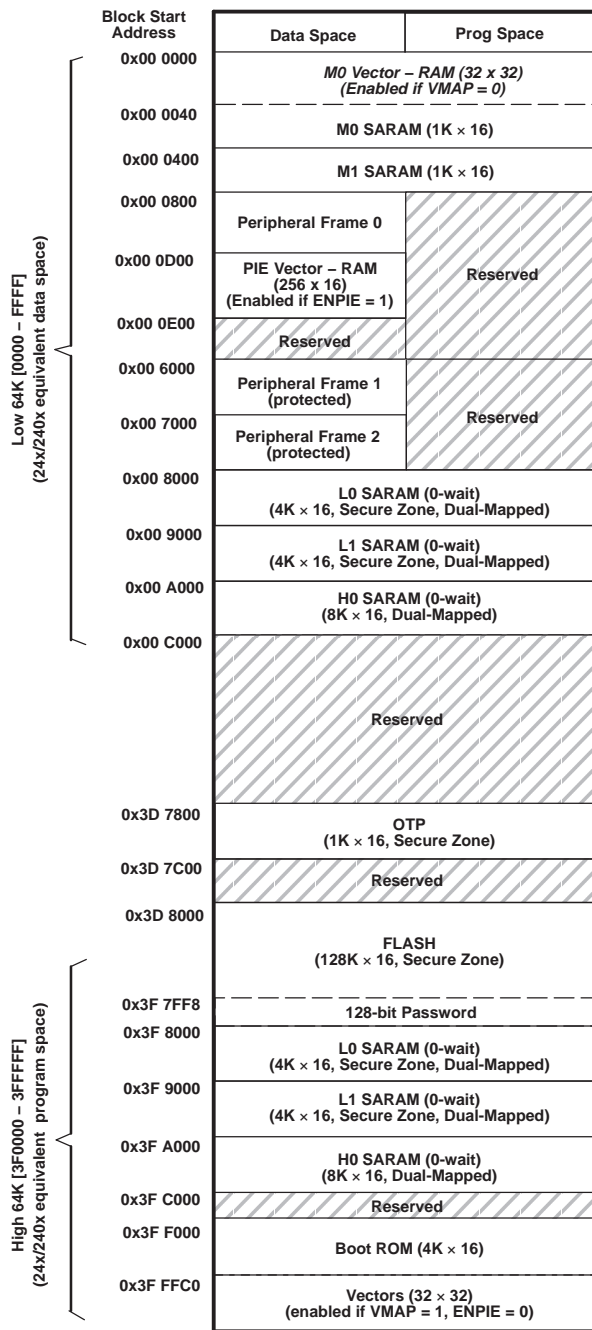 Block Start
Address
Data Space
Prog Space
0x00 0000
M0 Vector – RAM (32 x 32)
(Enabled if VMAP = 0)
0x00 0040
M0 SARAM (1K × 16)
0x00 0400
M1 SARAM (1K × 16)
0x00 0800
Peripheral Frame 0
0x00 0D00
PIE Vector – RAM
(256 x 16)
(Enabled if ENPIE = 1)
Reserved
0x00 0E00
Reserved
0x00 6000
Peripheral Frame 1
(protected)
Reserved
0x00 7000
Peripheral Frame 2
(protected)
0x00 8000
L0 SARAM (0-wait)
(4K × 16, Secure Zone, Dual-Mapped)
0x00 9000
L1 SARAM (0-wait)
(4K × 16, Secure Zone, Dual-Mapped)
0x00 A000
H0 SARAM (0-wait)
(8K × 16, Dual-Mapped)
0x00 C000
Reserved
Low 64K [0000 – FFFF]
(24x/240x equivalent data space)
0x3D 7800
OTP
(1K × 16, Secure Zone)
0x3D 7C00
Reserved
0x3D 8000
FLASH
(128K × 16, Secure Zone)
0x3F 7FF8
128-bit Password
0x3F 8000
L0 SARAM (0-wait)
(4K × 16, Secure Zone, Dual-Mapped)
0x3F 9000
L1 SARAM (0-wait)
(4K × 16, Secure Zone, Dual-Mapped)
0x3F A000
H0 SARAM (0-wait)
(8K × 16, Dual-Mapped)
0x3F C000
Reserved
0x3F F000
Boot ROM (4K × 16)
0x3F FFC0
Vectors (32 × 32)
(enabled if VMAP = 1, ENPIE = 0)
High 64K [3F0000 – 3FFFFF]
(24x/240x equivalent program space)